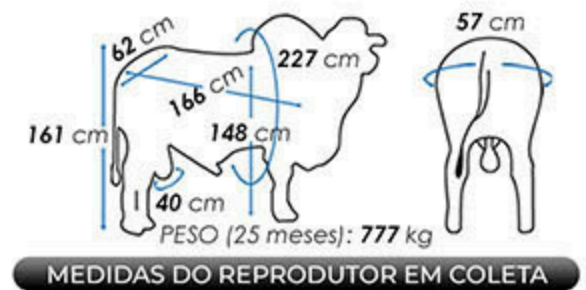 62 cm
57 cm
227 cm
166 cm
161 cm
148 cm
40 cm
PESO (25 meses): 777 kg
MEDIDAS DO REPRODUTOR EM COLETA